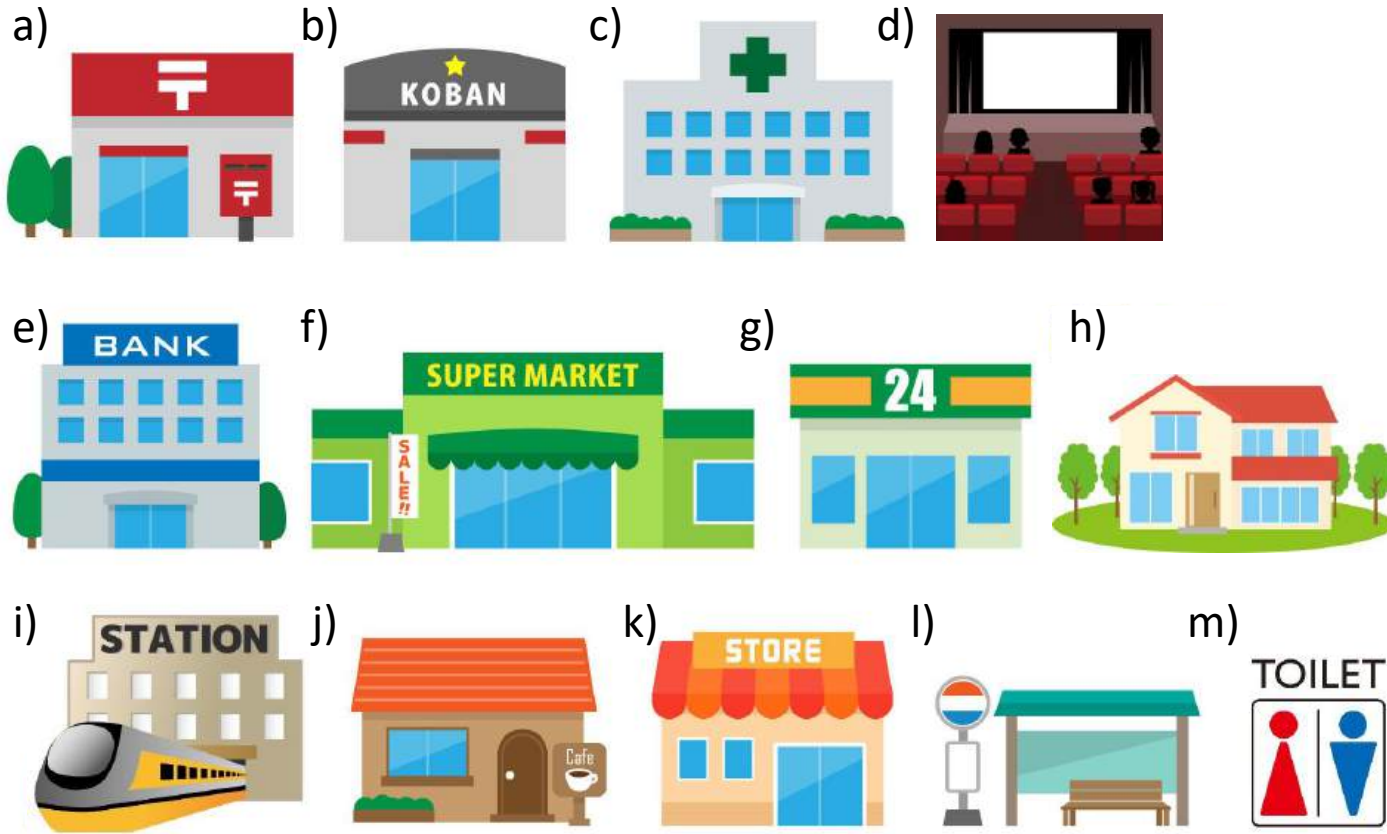 a)
b)
c)
d)
〒
KOBAN
〒
e)
f)
g)
h)
BANK
SUPER MARKET
24
SALE!!
i)
j)
k)
l)
m)
STATION
STORE
TOILET
Cafe